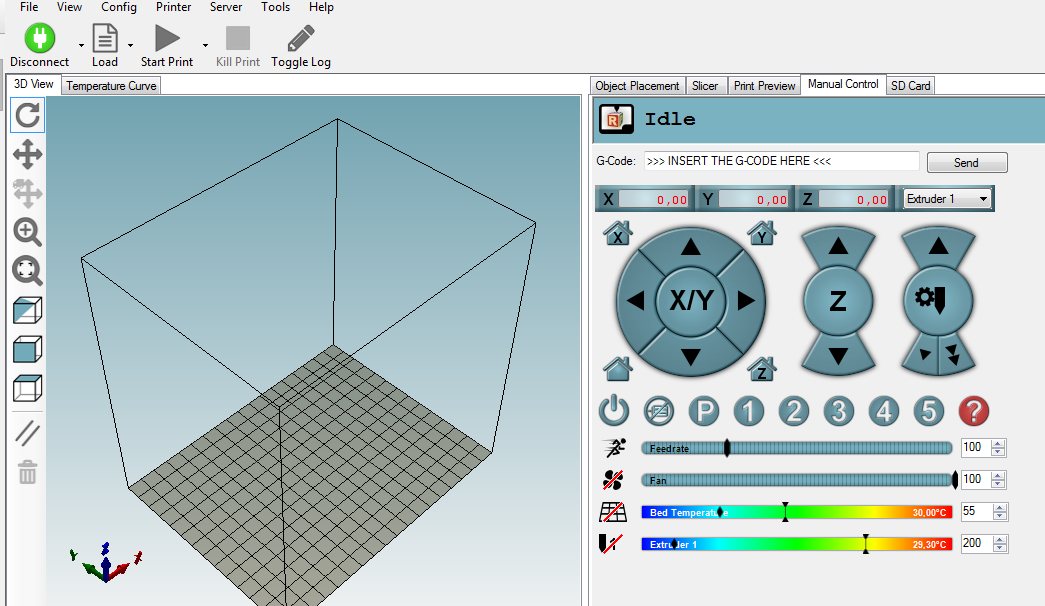 File View Config Printer Server Tools Help
Disconnect Load Start Print Kill Print Toggle Log
3D View Temperature Curve
Object Placement Slicer Print Preview Manual Control SD Card
Idle
G-Code: >>> INSERT THE G-CODE HERE <<< Send
X 0,00 Y 0,00 Z 0,00 Extruder 1
X Y
X/Y Z
Z
P 1 2 3 4 5 ?
Feedrate 100
Fan 100
Bed Temperature 30,00°C 55
Extruder 1 29,30°C 200
Y Z X